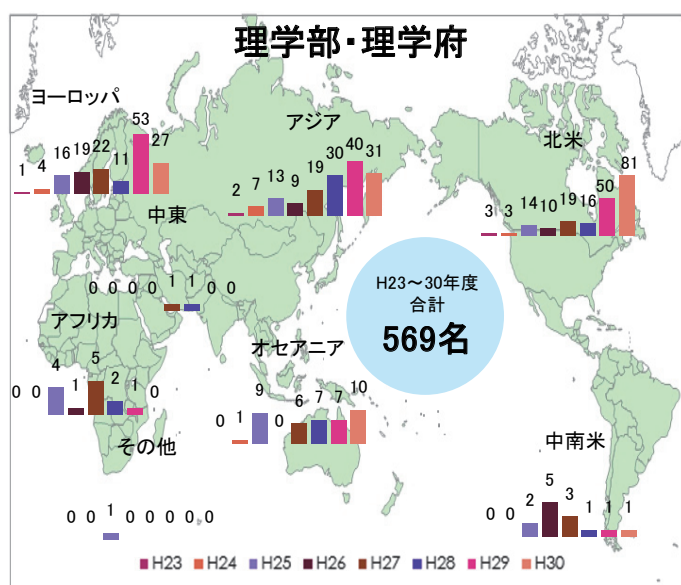 理学部・理学府
ヨーロッパ
1 4 16 19 22 11 53 27
アジア
2 7 13 9 19 30 40 31
北米
3 3 14 10 19 16 50 81
中東
0 0 0 0 1 1 0 0
H23～30年度
合計
569名
アフリカ
0 0 4 1 5 2 1 0
オセアニア
0 1 9 0 6 7 7 10
その他
0 0 1 0 0 0 0 0
中南米
0 0 2 5 3 1 1 1
H23 H24 H25 H26 H27 H28 H29 H30